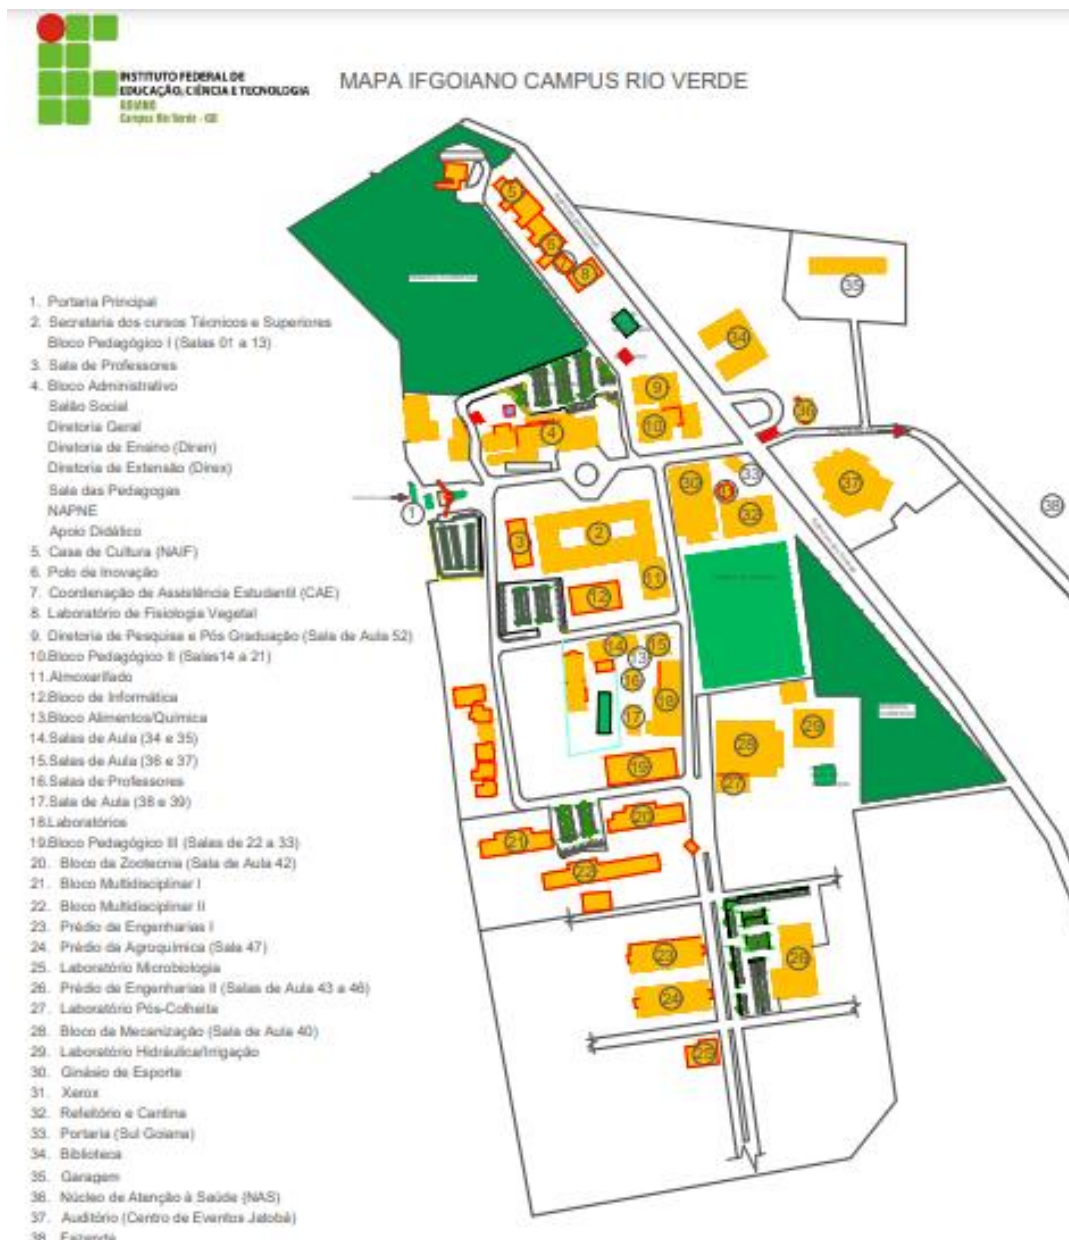 INSTITUTO FEDERAL DE
EDUCAÇÃO, CIÊNCIA E TECNOLOGIA
GOIANO
Campus Rio Verde - GO
MAPA IFGOIANO CAMPUS RIO VERDE
1. Portaria Principal
2. Secretaria dos cursos Técnicos e Superiores
Bloco Pedagógico I (Salas 01 a 13)
3. Sala de Professores
4. Bloco Administrativo
Salão Social
Diretoria Geral
Diretoria de Ensino (Diren)
Diretoria de Extensão (Direx)
Sala das Pedagogas
NAPNE
Apoio Didático
5. Casa de Cultura (NAIF)
6. Polo de Inovação
7. Coordenação de Assistência Estudantil (CAE)
8. Laboratório de Fisiologia Vegetal
9. Diretoria de Pesquisa e Pós Graduação (Sala de Aula 52)
10.Bloco Pedagógico II (Salas14 a 21)
11.Almoxarifado
12.Bloco de Informática
13.Bloco Alimentos/Química
14.Salas de Aula (34 e 35)
15.Salas de Aula (36 e 37)
16.Salas de Professores
17.Sala de Aula (38 e 39)
18.Laboratórios
19.Bloco Pedagógico III (Salas de 22 a 33)
20. Bloco da Zootecnia (Sala de Aula 42)
21. Bloco Multidisciplinar I
22. Bloco Multidisciplinar II
23. Prédio de Engenharias I
24. Prédio da Agroquímica (Sala 47)
25. Laboratório Microbiologia
26. Prédio de Engenharias II (Salas de Aula 43 a 46)
27. Laboratório Pós-Colheita
28. Bloco da Mecanização (Sala de Aula 40)
29. Laboratório Hidráulica/Irrigação
30. Ginásio de Esporte
31. Xerox
32. Refeitório e Cantina
33. Portaria (Sul Goiana)
34. Biblioteca
35. Garagem
36. Núcleo de Atenção à Saúde (NAS)
37. Auditório (Centro de Eventos Jatobá)
38. Fazenda
5
6
8
35
34
9
36
10
4
33
30
31
32
37
38
1
3
2
11
12
14
15
13
16
17
18
19
29
28
27
20
21
22
23
26
24
25